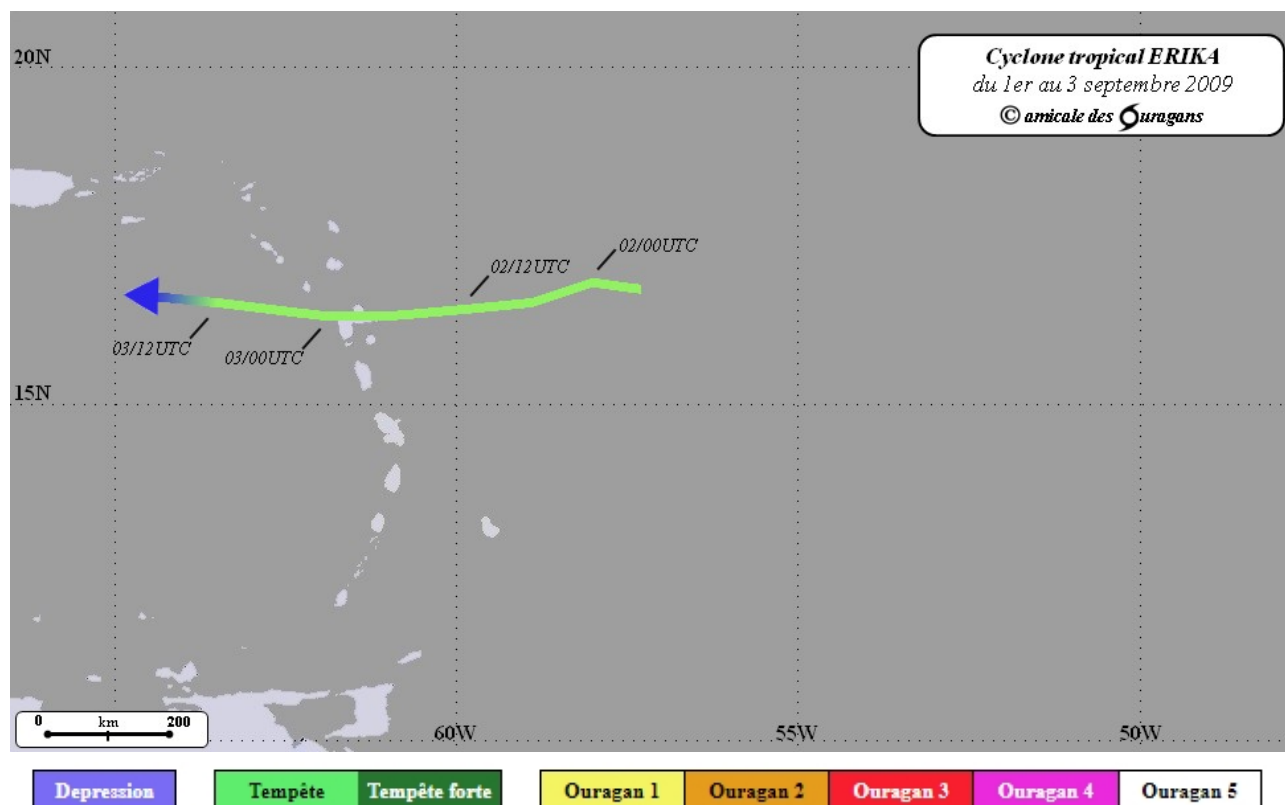 20N
Cyclone tropical ERIKA
du 1er au 3 septembre 2009
© amicale des Ouragans
02/00UTC
02/12UTC
03/12UTC
03/00UTC
15N
0 km 200
60W
55W
50W
Depression
Tempête
Tempête forte
Ouragan 1
Ouragan 2
Ouragan 3
Ouragan 4
Ouragan 5